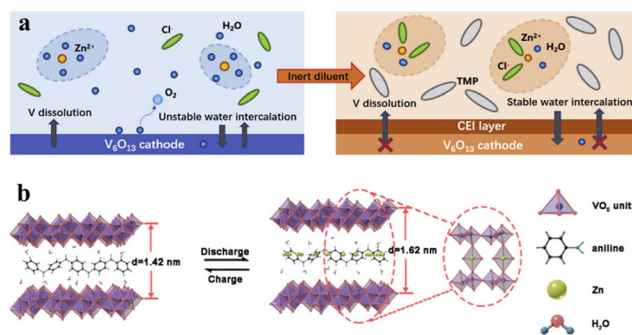 a
Zn²⁺
Cl⁻
H₂O
O₂
V dissolution
Unstable water intercalation
V₆O₁₃ cathode
Inert diluent
Zn²⁺
H₂O
Cl⁻
TMP
V dissolution
Stable water intercalation
CEI layer
V₆O₁₃ cathode
b
d=1.42 nm
Discharge
Charge
d=1.62 nm
VO₅ unit
aniline
Zn
H₂O